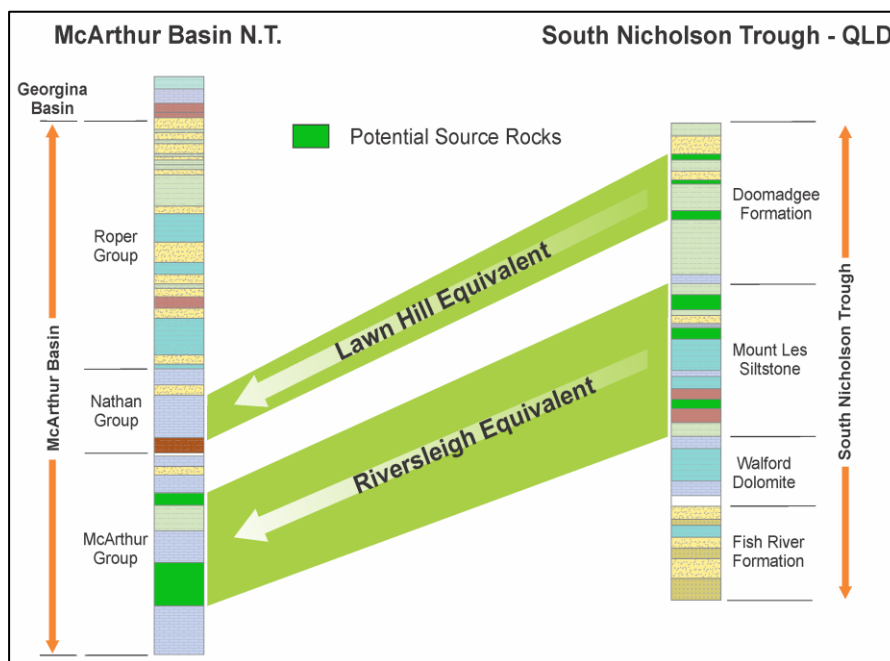 McArthur Basin N.T.
South Nicholson Trough - QLD
Georgina
Basin
Potential Source Rocks
Roper
Group
Nathan
Group
McArthur
Group
McArthur Basin
Lawn Hill Equivalent
Riversleigh Equivalent
Doomadgee
Formation
Mount Les
Siltstone
Walford
Dolomite
Fish River
Formation
South Nicholson Trough